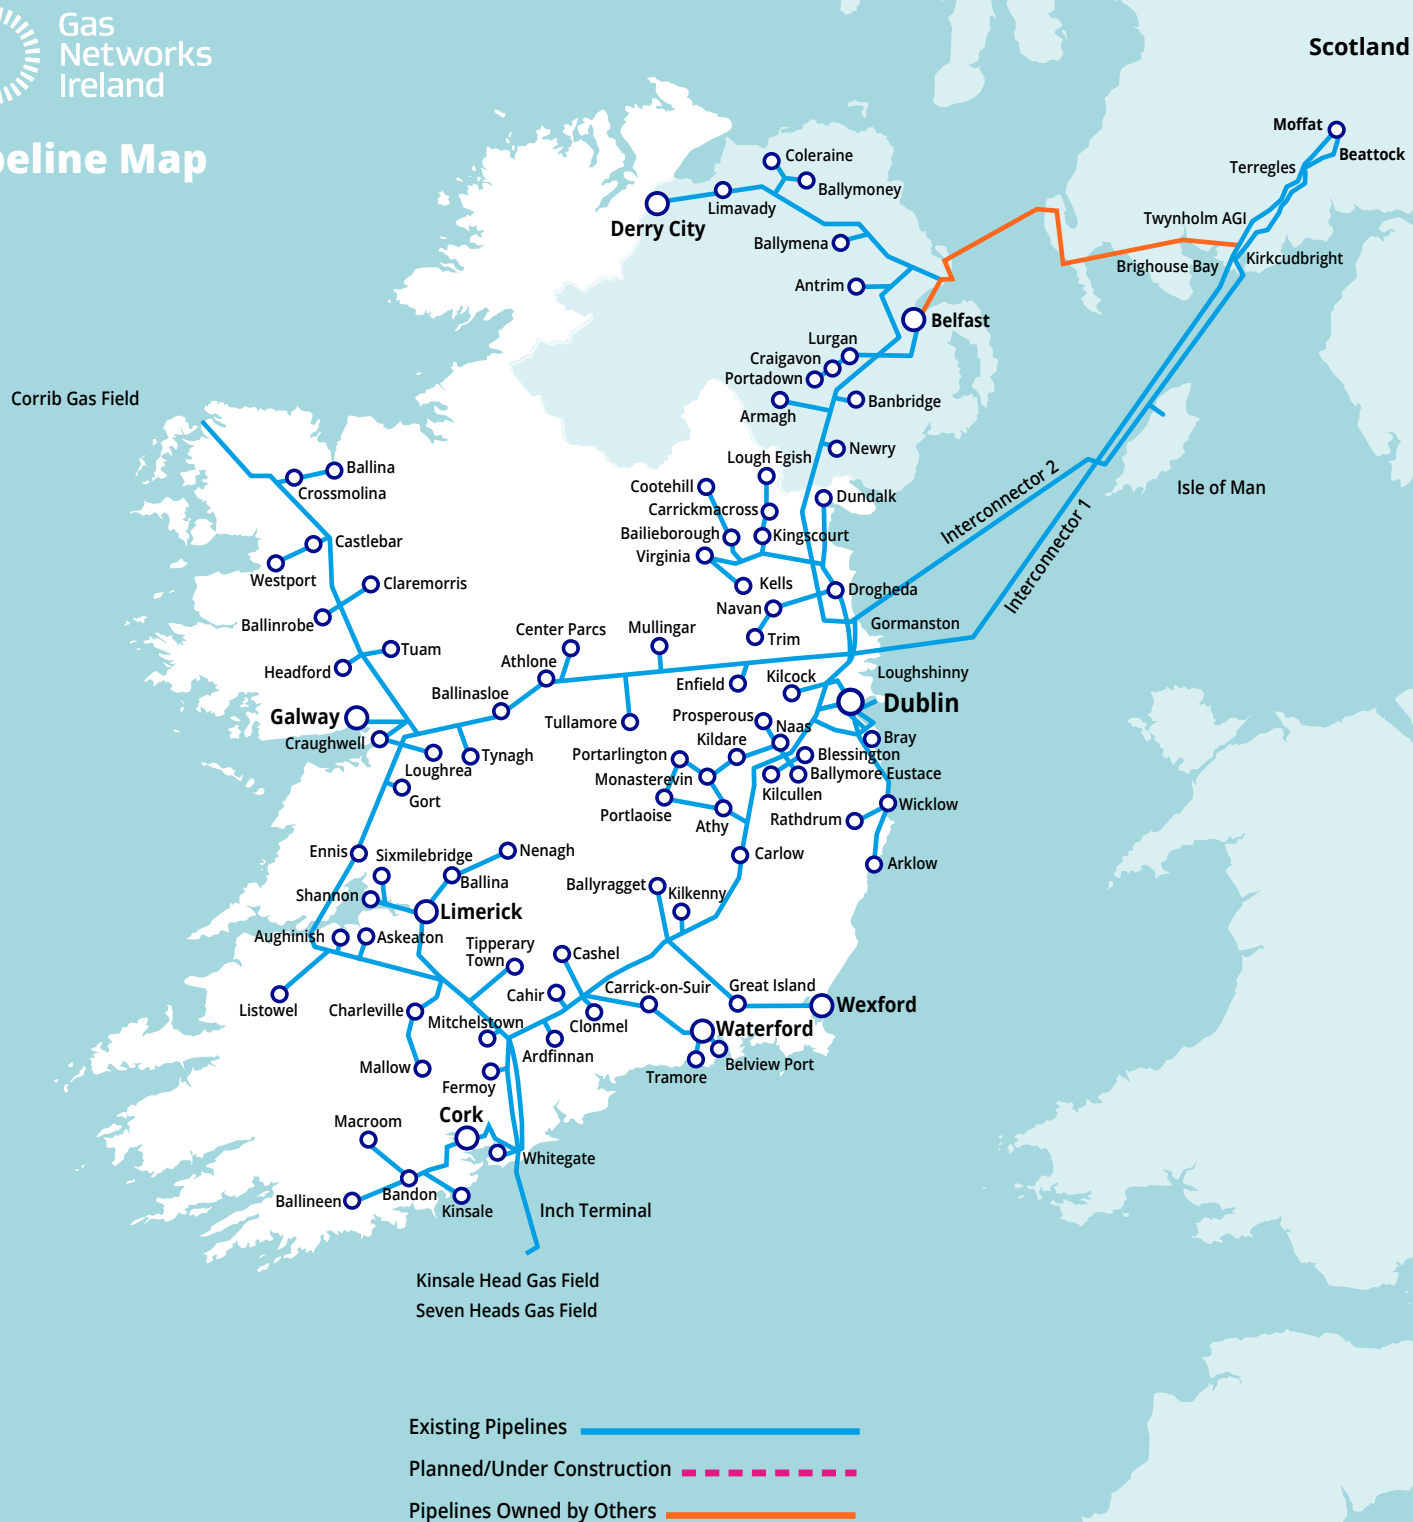 Gas
Networks
Ireland
Scotland
peline Map
Moffat
Beattock
Terregles
Coleraine
Ballymoney
Limavady
Derry City
Twynholm AGI
Ballymena
Kirkcudbright
Brighouse Bay
Antrim
Belfast
Lurgan
Craigavon
Portadown
Corrib Gas Field
Banbridge
Armagh
Newry
Lough Egish
Ballina
Crossmolina
Cootehill
Dundalk
Isle of Man
Interconnector 2
Interconnector 1
Carrickmacross
Bailieborough
Kingscourt
Castlebar
Virginia
Westport
Claremorris
Kells
Drogheda
Navan
Ballinrobe
Gormanston
Center Parcs
Mullingar
Trim
Tuam
Athlone
Headford
Loughshinny
Kilcock
Enfield
Ballinasloe
Dublin
Galway
Prosperous
Tullamore
Naas
Craughwell
Kildare
Bray
Tynagh
Portarlington
Blessington
Loughrea
Monasterevin
Ballymore Eustace
Kilcullen
Gort
Wicklow
Portlaoise
Rathdrum
Athy
Ennis
Sixmilebridge
Nenagh
Carlow
Arklow
Ballina
Ballyragget
Kilkenny
Shannon
Limerick
Aughinish
Askeaton
Tipperary
Town
Cashel
Carrick-on-Suir
Great Island
Cahir
Wexford
Listowel
Charleville
Mitchelstown
Clonmel
Waterford
Ardfinnan
Belview Port
Mallow
Tramore
Fermoy
Cork
Macroom
Whitegate
Bandon
Ballineen
Kinsale
Inch Terminal
Kinsale Head Gas Field
Seven Heads Gas Field
Existing Pipelines
Planned/Under Construction
Pipelines Owned by Others